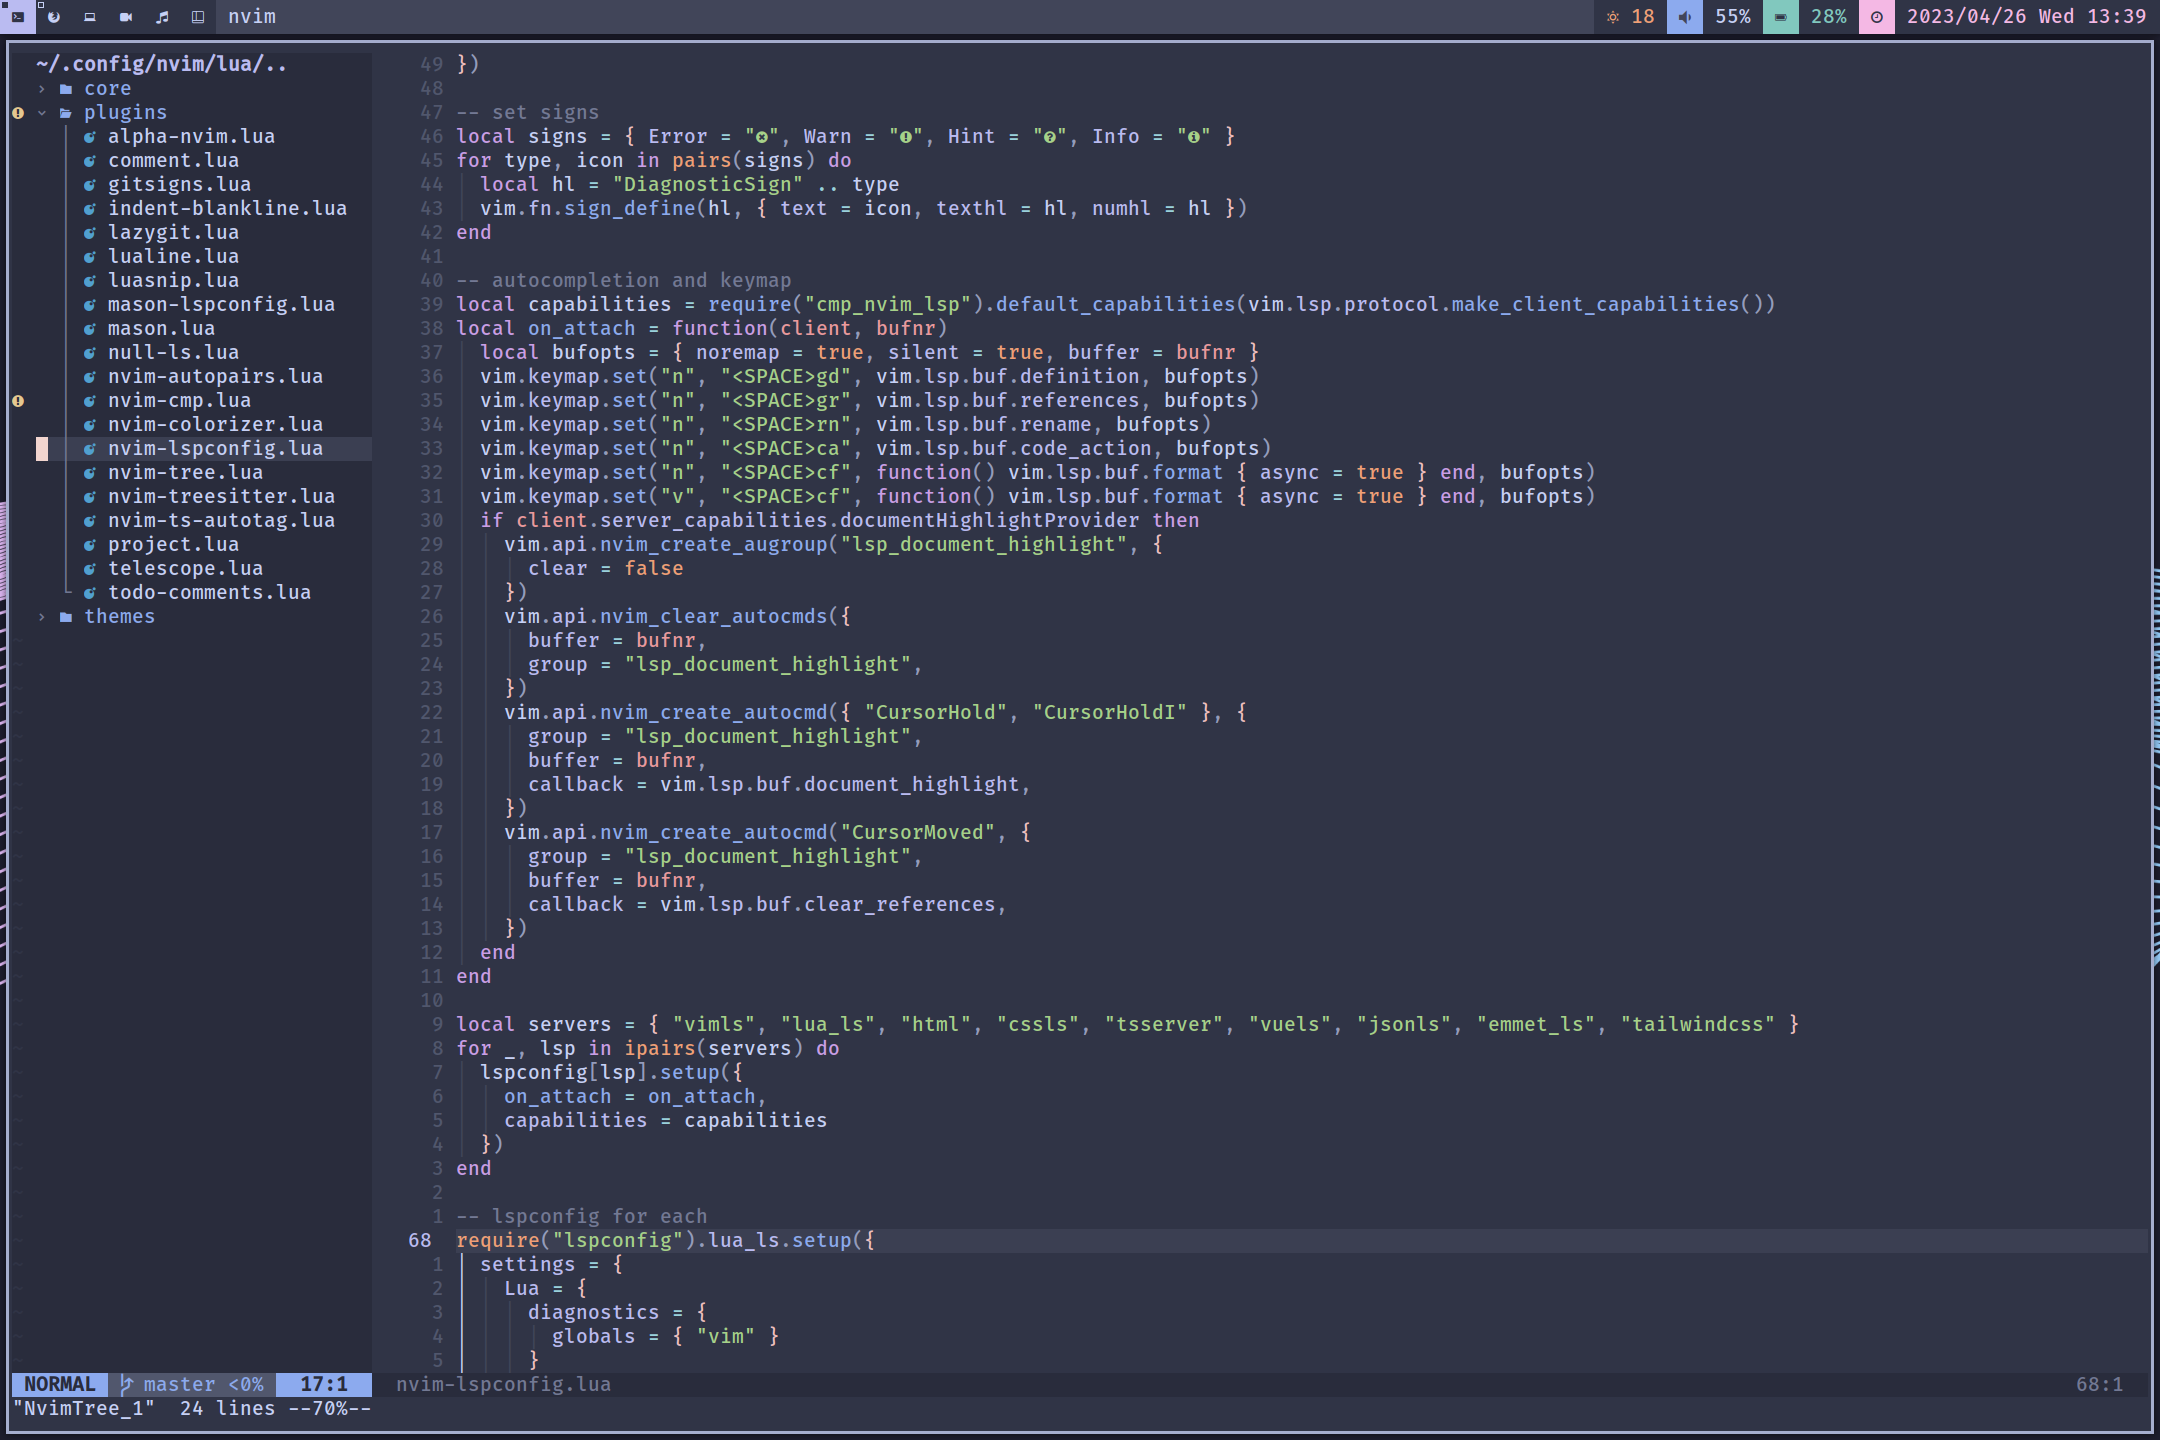 nvim 18 55% 28% 2023/04/26 Wed 13:39
~/.config/nvim/lua/..
core
plugins
alpha-nvim.lua
comment.lua
gitsigns.lua
indent-blankline.lua
lazygit.lua
lualine.lua
luasnip.lua
mason-lspconfig.lua
mason.lua
null-ls.lua
nvim-autopairs.lua
nvim-cmp.lua
nvim-colorizer.lua
nvim-lspconfig.lua
nvim-tree.lua
nvim-treesitter.lua
nvim-ts-autotag.lua
project.lua
telescope.lua
todo-comments.lua
themes
49 })
48
47 -- set signs
46 local signs = { Error = "", Warn = "", Hint = "", Info = "" }
45 for type, icon in pairs(signs) do
44   local hl = "DiagnosticSign" .. type
43   vim.fn.sign_define(hl, { text = icon, texthl = hl, numhl = hl })
42 end
41
40 -- autocompletion and keymap
39 local capabilities = require("cmp_nvim_lsp").default_capabilities(vim.lsp.protocol.make_client_capabilities())
38 local on_attach = function(client, bufnr)
37   local bufopts = { noremap = true, silent = true, buffer = bufnr }
36   vim.keymap.set("n", "<SPACE>gd", vim.lsp.buf.definition, bufopts)
35   vim.keymap.set("n", "<SPACE>gr", vim.lsp.buf.references, bufopts)
34   vim.keymap.set("n", "<SPACE>rn", vim.lsp.buf.rename, bufopts)
33   vim.keymap.set("n", "<SPACE>ca", vim.lsp.buf.code_action, bufopts)
32   vim.keymap.set("n", "<SPACE>cf", function() vim.lsp.buf.format { async = true } end, bufopts)
31   vim.keymap.set("v", "<SPACE>cf", function() vim.lsp.buf.format { async = true } end, bufopts)
30   if client.server_capabilities.documentHighlightProvider then
29     vim.api.nvim_create_augroup("lsp_document_highlight", {
28       clear = false
27     })
26     vim.api.nvim_clear_autocmds({
25       buffer = bufnr,
24       group = "lsp_document_highlight",
23     })
22     vim.api.nvim_create_autocmd({ "CursorHold", "CursorHoldI" }, {
21       group = "lsp_document_highlight",
20       buffer = bufnr,
19       callback = vim.lsp.buf.document_highlight,
18     })
17     vim.api.nvim_create_autocmd("CursorMoved", {
16       group = "lsp_document_highlight",
15       buffer = bufnr,
14       callback = vim.lsp.buf.clear_references,
13     })
12   end
11 end
10
9 local servers = { "vimls", "lua_ls", "html", "cssls", "tsserver", "vuels", "jsonls", "emmet_ls", "tailwindcss" }
8 for _, lsp in ipairs(servers) do
7   lspconfig[lsp].setup({
6     on_attach = on_attach,
5     capabilities = capabilities
4   })
3 end
2
1 -- lspconfig for each
68 require("lspconfig").lua_ls.setup({
1   settings = {
2     Lua = {
3       diagnostics = {
4         globals = { "vim" }
5       }
NORMAL master <0% 17:1 nvim-lspconfig.lua 68:1
"NvimTree_1"  24 lines --70%--